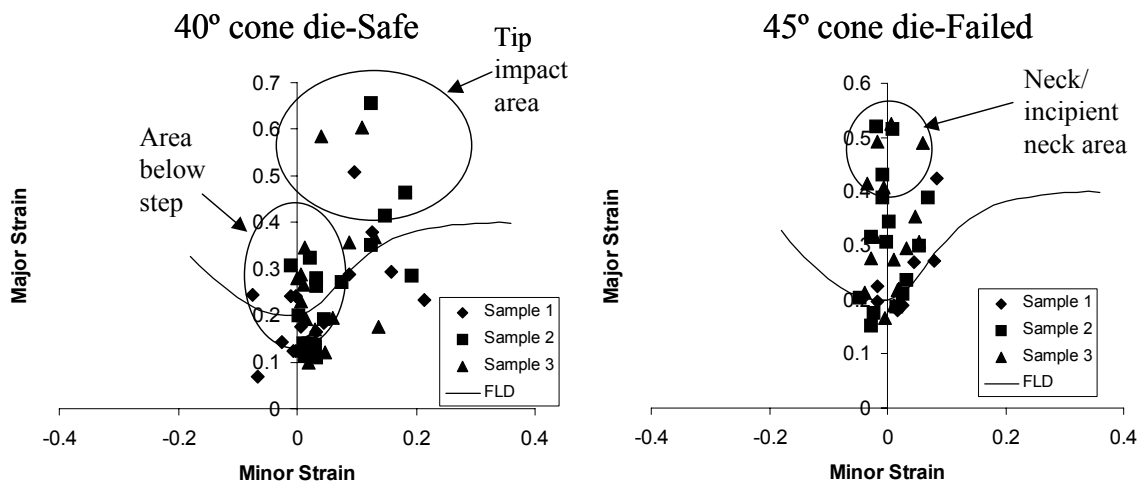 40º cone die-Safe
Tip
impact
area
Area
below
step
0.7
0.6
0.5
0.4
0.3
0.2
0.1
0
Major Strain
-0.4
-0.2
0
0.2
0.4
Minor Strain
Sample 1
Sample 2
Sample 3
FLD
45º cone die-Failed
Neck/
incipient
neck area
0.6
0.5
0.4
0.3
0.2
0.1
0
Major Strain
-0.4
-0.2
0
0.2
0.4
Minor Strain
Sample 1
Sample 2
Sample 3
FLD